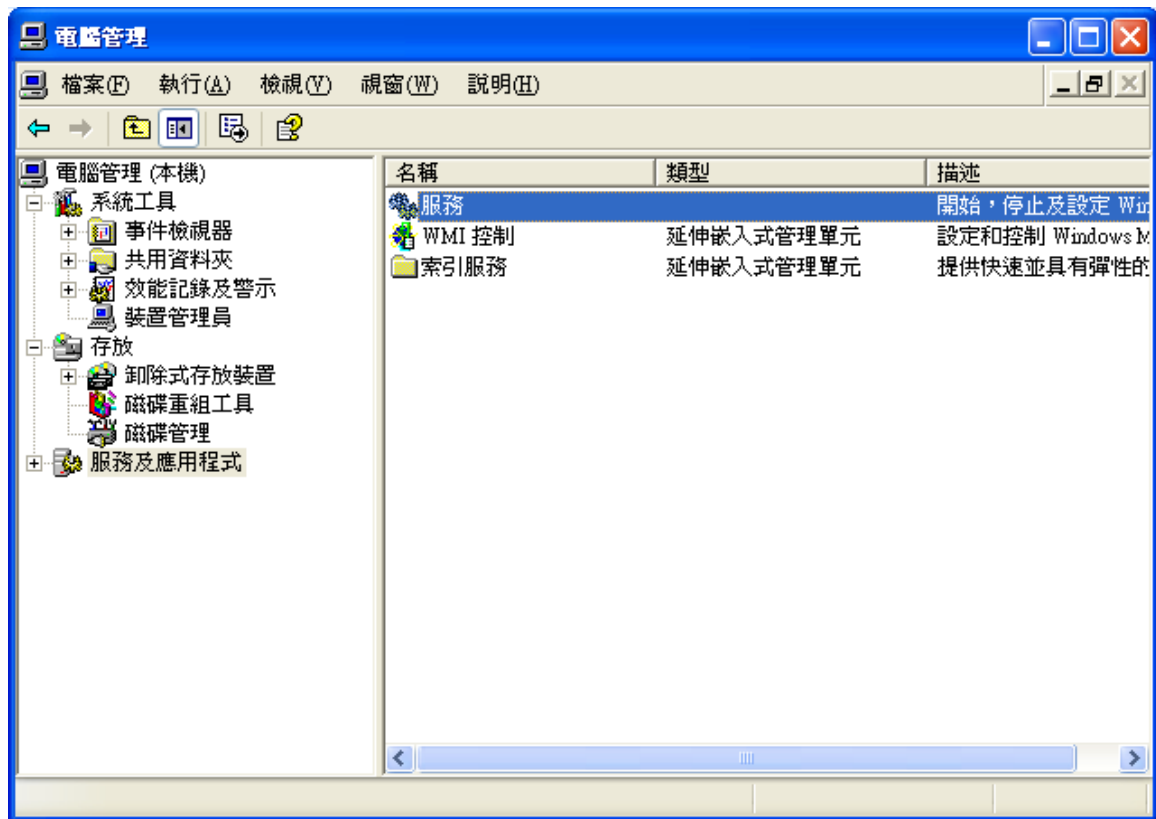 電腦管理
檔案(F) 執行(A) 檢視(V) 視窗(W) 說明(H)
電腦管理 (本機)
系統工具
事件檢視器
共用資料夾
效能記錄及警示
裝置管理員
存放
卸除式存放裝置
磁碟重組工具
磁碟管理
服務及應用程式
名稱 類型 描述
服務 開始，停止及設定 Win
WMI 控制 延伸嵌入式管理單元 設定和控制 Windows M
索引服務 延伸嵌入式管理單元 提供快速並具有彈性的